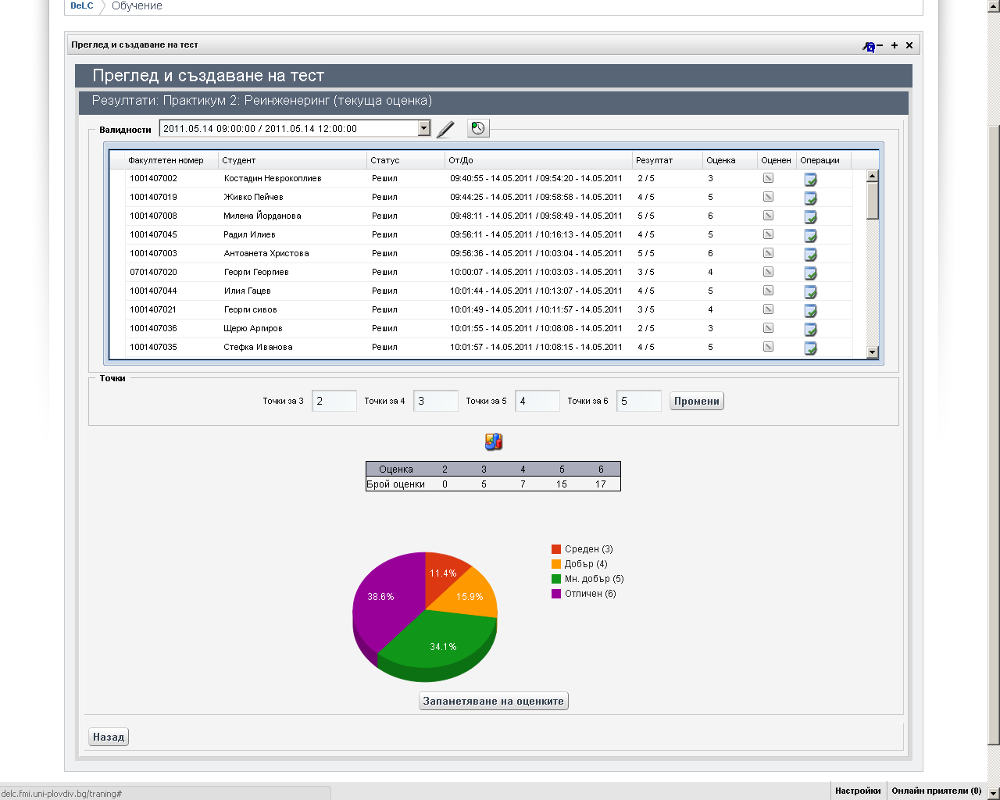 DeLC Обучение
Преглед и създаване на тест
Преглед и създаване на тест
Резултати: Практикум 2: Реинженеринг (текуща оценка)
Валидности 2011.05.14 09:00:00 / 2011.05.14 12:00:00
Факултетен номер Студент Статус От/До Резултат Оценка Оценен Операции
1001407002 Костадин Неврокоплиев Решил 09:40:55 - 14.05.2011 / 09:54:20 - 14.05.2011 2 / 5 3
1001407019 Живко Пейчев Решил 09:44:25 - 14.05.2011 / 09:58:58 - 14.05.2011 4 / 5 5
1001407008 Милена Йорданова Решил 09:48:11 - 14.05.2011 / 09:58:49 - 14.05.2011 5 / 5 6
1001407045 Радил Илиев Решил 09:56:11 - 14.05.2011 / 10:16:13 - 14.05.2011 4 / 5 5
1001407003 Антоанета Христова Решил 09:56:36 - 14.05.2011 / 10:03:04 - 14.05.2011 5 / 5 6
0701407020 Георги Георгиев Решил 10:00:07 - 14.05.2011 / 10:03:03 - 14.05.2011 3 / 5 4
1001407044 Илия Гацев Решил 10:01:44 - 14.05.2011 / 10:13:07 - 14.05.2011 4 / 5 5
1001407021 Георги сивов Решил 10:01:49 - 14.05.2011 / 10:11:57 - 14.05.2011 3 / 5 4
1001407036 Щерю Аргиров Решил 10:01:55 - 14.05.2011 / 10:08:08 - 14.05.2011 2 / 5 3
1001407035 Стефка Иванова Решил 10:01:57 - 14.05.2011 / 10:08:15 - 14.05.2011 4 / 5 5
Точки
Точки за 3 2 Точки за 4 3 Точки за 5 4 Точки за 6 5 Промени
Оценка 2 3 4 5 6
Брой оценки 0 5 7 15 17
Среден (3)
Добър (4)
Мн. добър (5)
Отличен (6)
11.4%
15.9%
38.6%
34.1%
Запаметяване на оценките
Назад
delc.fmi.uni-plovdiv.bg/traning#
Настройки Онлайн приятели (0)